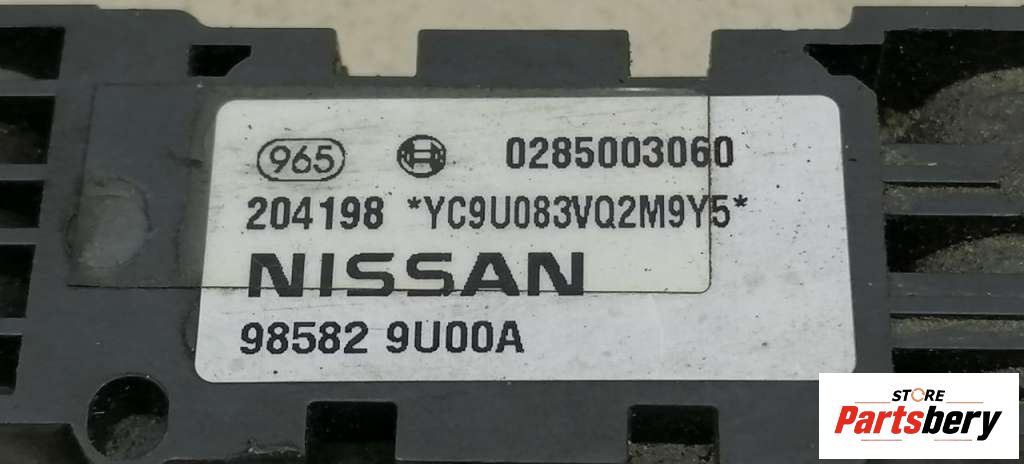 965 0285003060
204198 *YC9U083VQ2M9Y5*
NISSAN
98582 9U00A
STORE
Partsbery